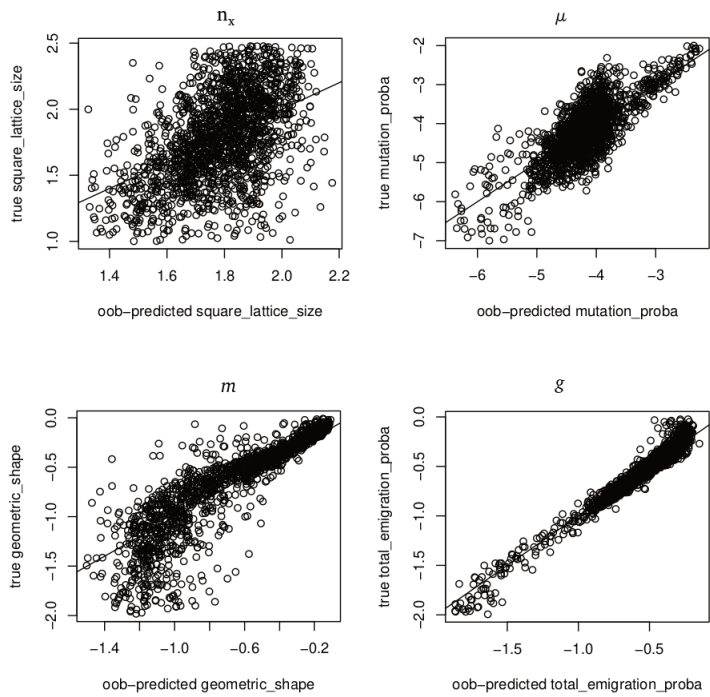 n_x
true square_lattice_size
2.5
2.0
1.5
1.0
1.4 1.6 1.8 2.0 2.2
oob−predicted square_lattice_size
μ
true mutation_proba
−2
−3
−4
−5
−6
−7
−6 −5 −4 −3
oob−predicted mutation_proba
m
true geometric_shape
0.0
−0.5
−1.0
−1.5
−2.0
−1.4 −1.0 −0.6 −0.2
oob−predicted geometric_shape
g
true total_emigration_proba
0.0
−0.5
−1.0
−1.5
−2.0
−1.5 −1.0 −0.5
oob−predicted total_emigration_proba